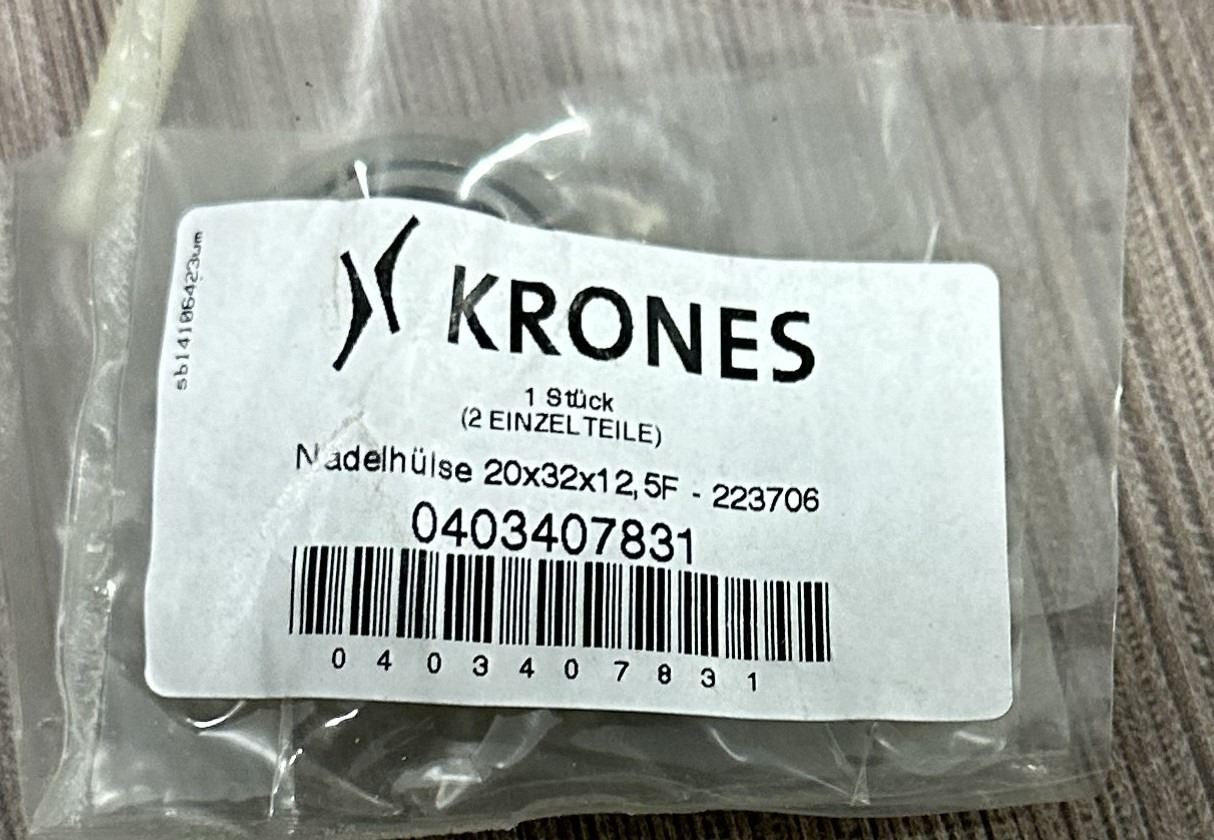 sb14106423um
KRONES
1 Stück
(2 EINZELTEILE)
Nadelhülse 20x32x12,5F - 223706
0403407831
0 4 0 3 4 0 7 8 3 1